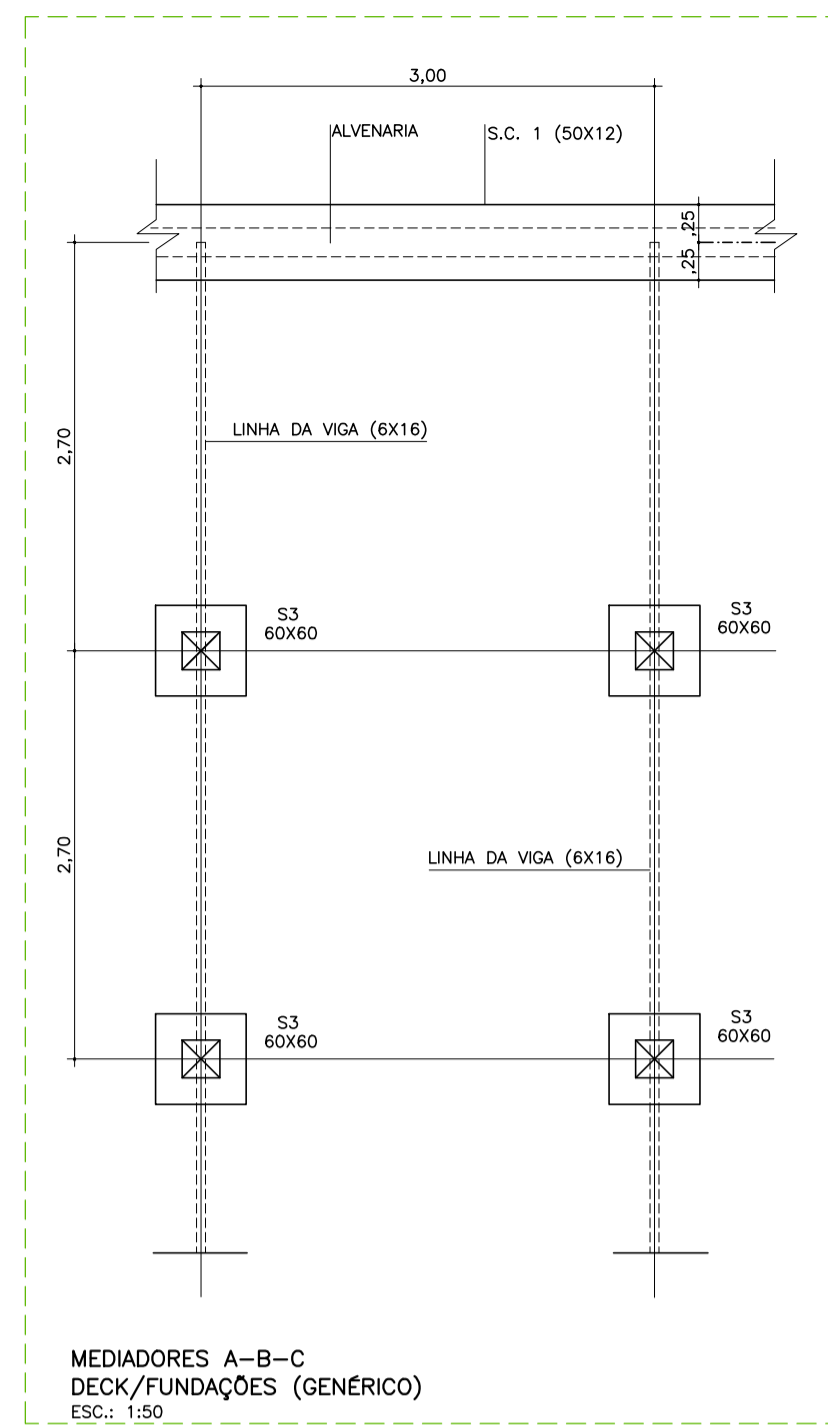 3,00
ALVENARIA
S.C. 1 (50X12)
,25
,25
2,70
LINHA DA VIGA (6X16)
S3
60X60
S3
60X60
2,70
LINHA DA VIGA (6X16)
S3
60X60
S3
60X60
MEDIADORES A-B-C
DECK/FUNDAÇÕES (GENÉRICO)
ESC.: 1:50